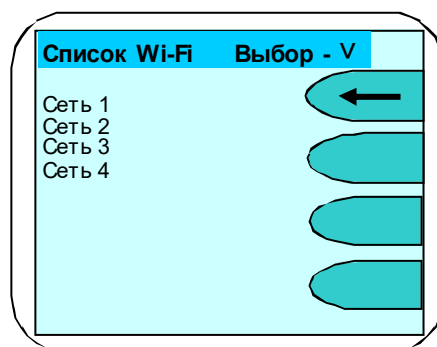 Список Wi-Fi Выбор - V
Сеть 1
Сеть 2
Сеть 3
Сеть 4